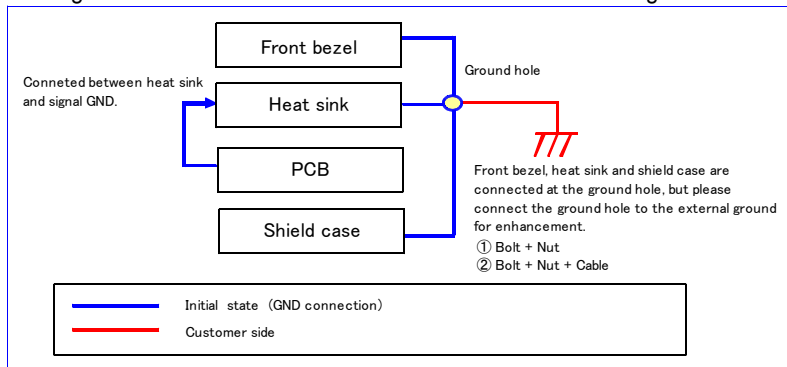 Front bezel
Ground hole
Conneted between heat sink
and signal GND.
Heat sink
PCB
Front bezel, heat sink and shield case are
connected at the ground hole, but please
connect the ground hole to the external ground
for enhancement.
① Bolt + Nut
② Bolt + Nut + Cable
Shield case
Initial state (GND connection)
Customer side